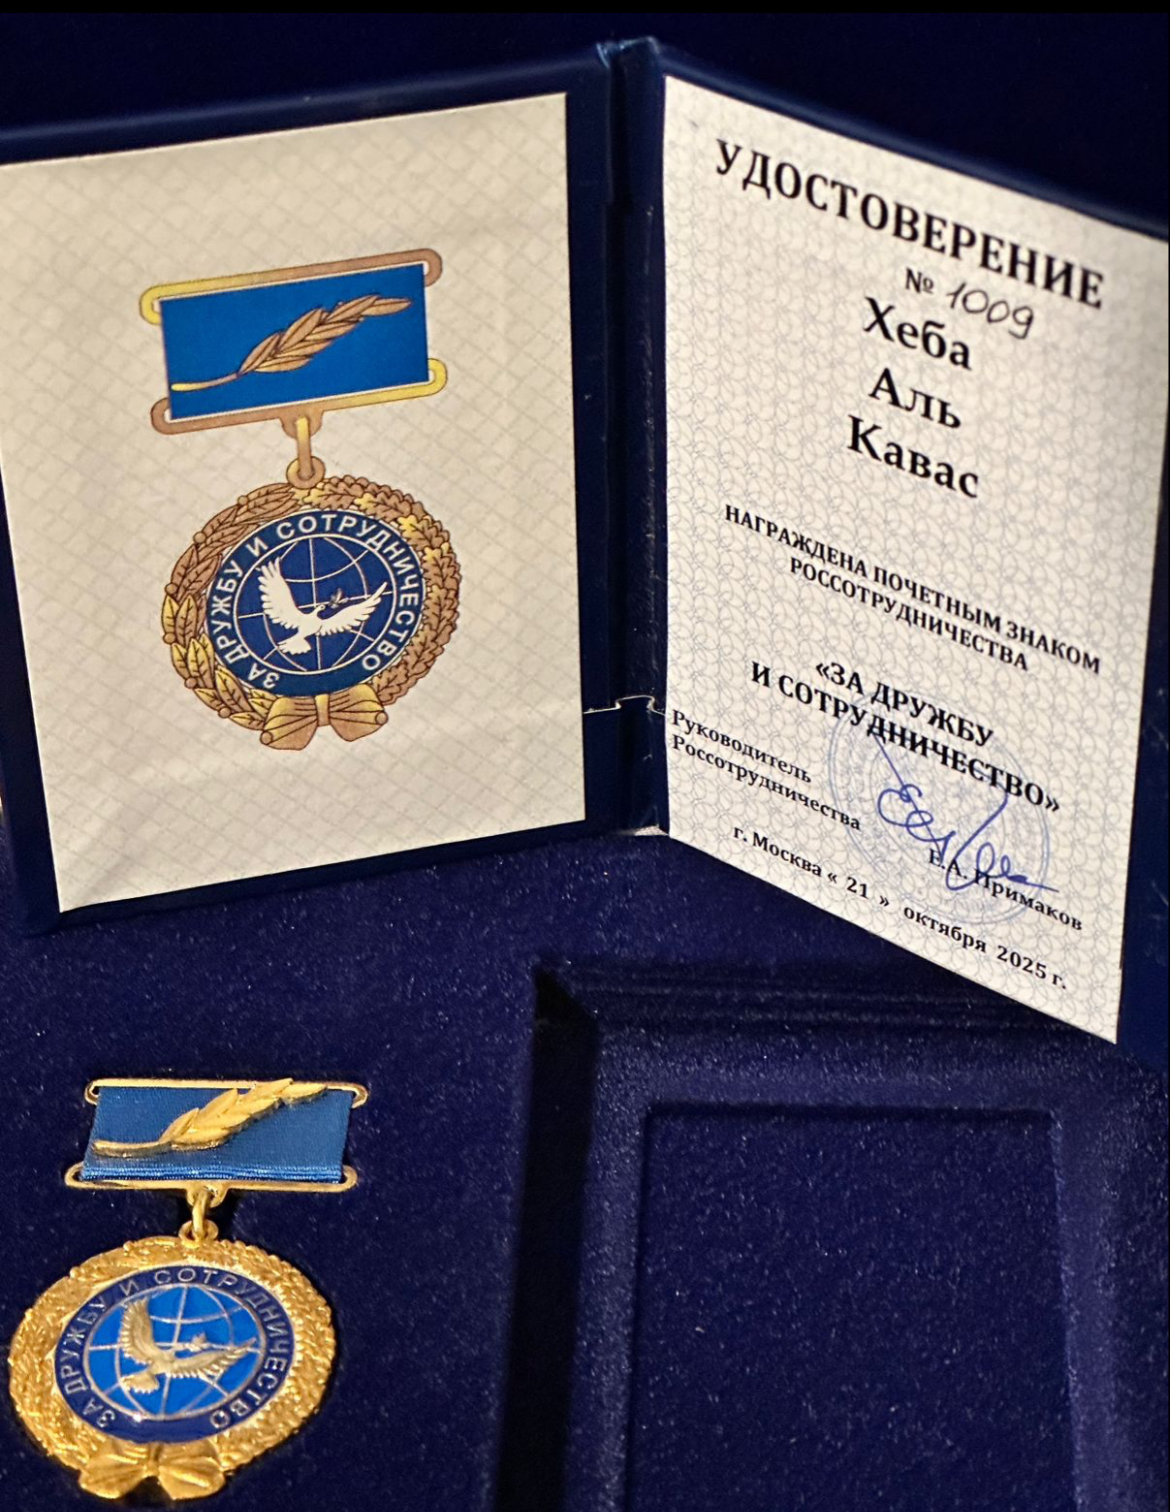 ЗА ДРУЖБУ И СОТРУДНИЧЕСТВО
УДОСТОВЕРЕНИЕ
№ 1009
Хеба
Аль
Кавас
НАГРАЖДЕНА ПОЧЕТНЫМ ЗНАКОМ
РОССОТРУДНИЧЕСТВА
«ЗА ДРУЖБУ
И СОТРУДНИЧЕСТВО»
Руководитель
Россотрудничества
Е.А. Примаков
г. Москва « 21 » октября 2025 г.
ЗА ДРУЖБУ И СОТРУДНИЧЕСТВО